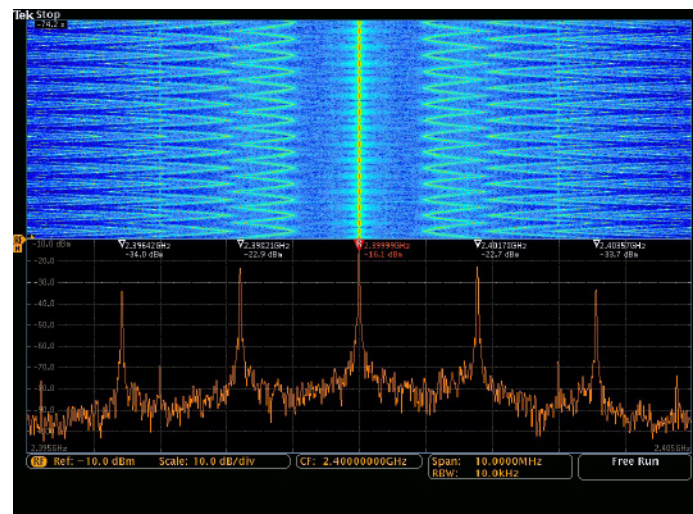 Tek Stop
-74.2 s
-10.0 dBm
2.39642GHz
-34.0 dBm
2.39821GHz
-22.9 dBm
R
2.39999GHz
-16.1 dBm
2.40178GHz
-22.7 dBm
2.40357GHz
-33.7 dBm
-20.0
-30.0
-40.0
-50.0
-60.0
-70.0
-80.0
-90.0
2.395GHz
2.405GHz
RF Ref: -10.0 dBm Scale: 10.0 dB/div
CF: 2.40000000GHz
Span: 10.0000MHz
RBW: 10.0kHz
Free Run